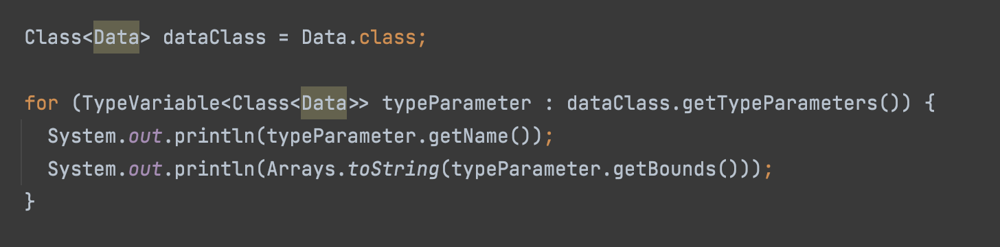 Class<Data> dataClass = Data.class;
for (TypeVariable<Class<Data>> typeParameter : dataClass.getTypeParameters()) {
System.out.println(typeParameter.getName());
System.out.println(Arrays.toString(typeParameter.getBounds()));
}